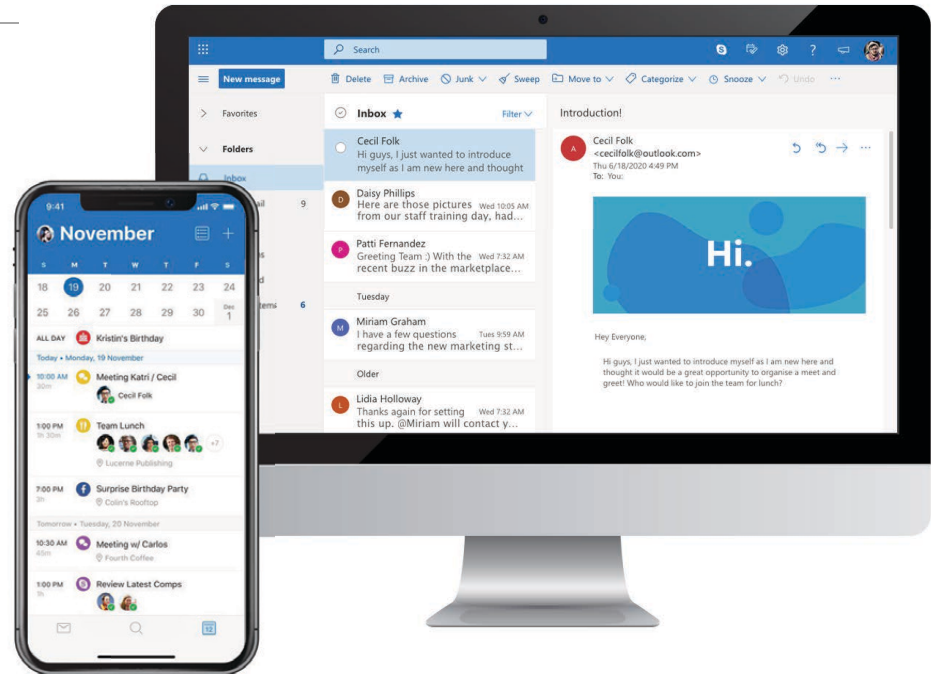 Search
New message
Delete
Archive
Junk
Sweep
Move to
Categorize
Snooze
Undo
Favorites
Folders
Inbox
9
6
Inbox
Filter
Cecil Folk
Hi guys, I just wanted to introduce
myself as I am new here and thought
Daisy Phillips
Here are those pictures Wed 10:05 AM
from our staff training day, had...
Patti Fernandez
Greeting Team :) With the Wed 7:32 AM
recent buzz in the marketplace...
Tuesday
Miriam Graham
I have a few questions Tues 9:59 AM
regarding the new marketing st...
Older
Lidia Holloway
Thanks again for setting Wed 7:32 AM
this up. @Miriam will contact y...
Introduction!
A
Cecil Folk
<cecilfolk@outlook.com>
Thu 6/18/2020 4:49 PM
To: You:
Hi.
Hey Everyone,
Hi guys, I just wanted to introduce myself as I am new here and
thought it would be a great opportunity to organise a meet and
greet! Who would like to join the team for lunch?
9:41
November
S M T W T F S
18 19 20 21 22 23 24
25 26 27 28 29 30 Dec 1
ALL DAY Kristin's Birthday
Today • Monday, 19 November
10:00 AM Meeting Katri / Cecil
30m
Cecil Folk
1:00 PM Team Lunch
1h 30m
+7
Lucerne Publishing
7:00 PM Surprise Birthday Party
3h Colin's Rooftop
Tomorrow • Tuesday, 20 November
10:30 AM Meeting w/ Carlos
45m Fourth Coffee
1:00 PM Review Latest Comps
1h
12